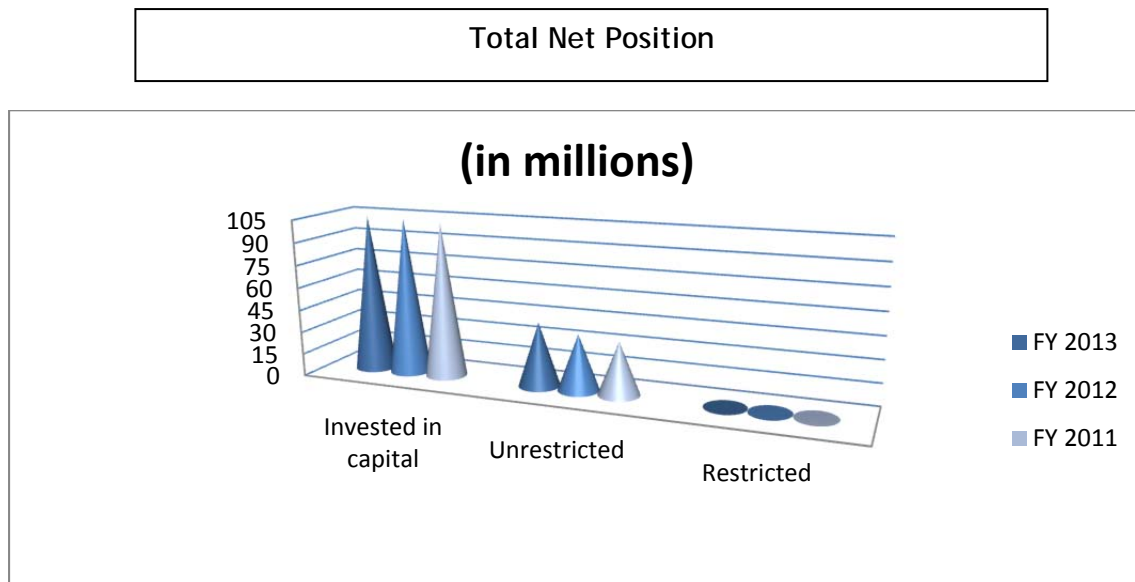 Total Net Position
(in millions)
105
90
75
60
45
30
15
0
Invested in
capital
Unrestricted
Restricted
FY 2013
FY 2012
FY 2011